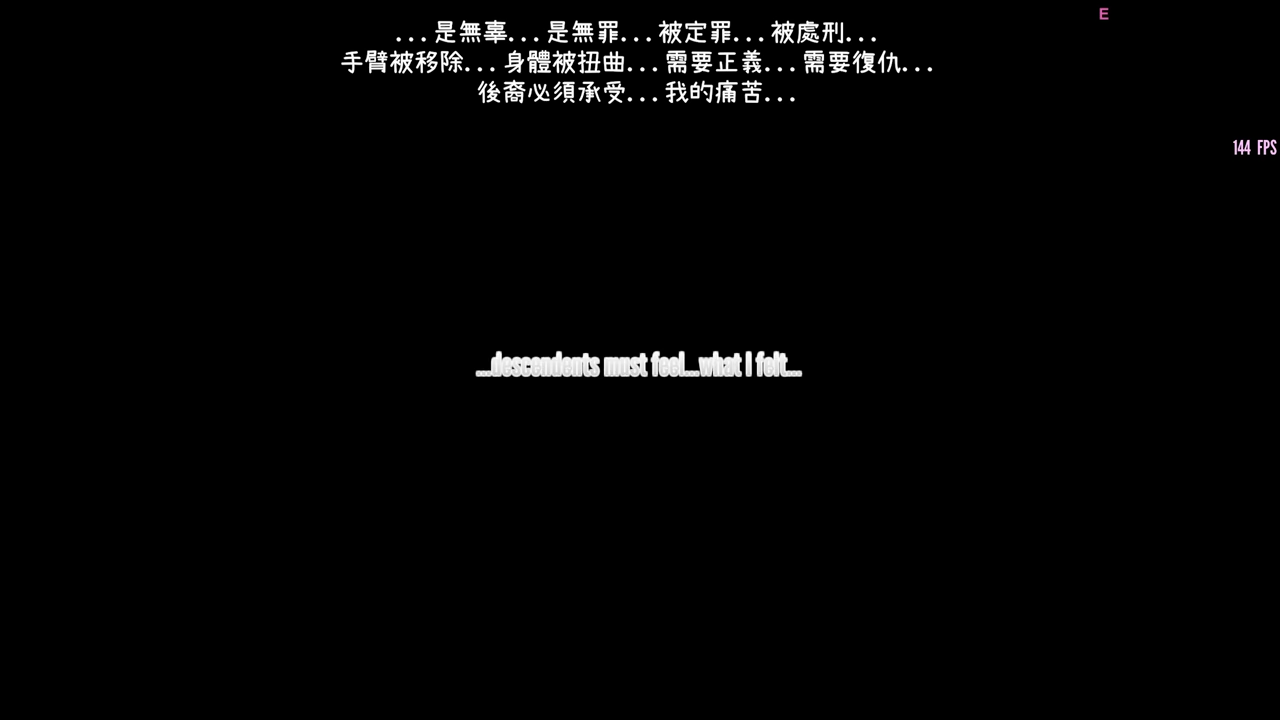 E
...是無辜...是無罪...被定罪...被處刑...
手臂被移除...身體被扭曲...需要正義...需要復仇...
後裔必須承受...我的痛苦...
144 FPS
...descendents must feel...what I felt...